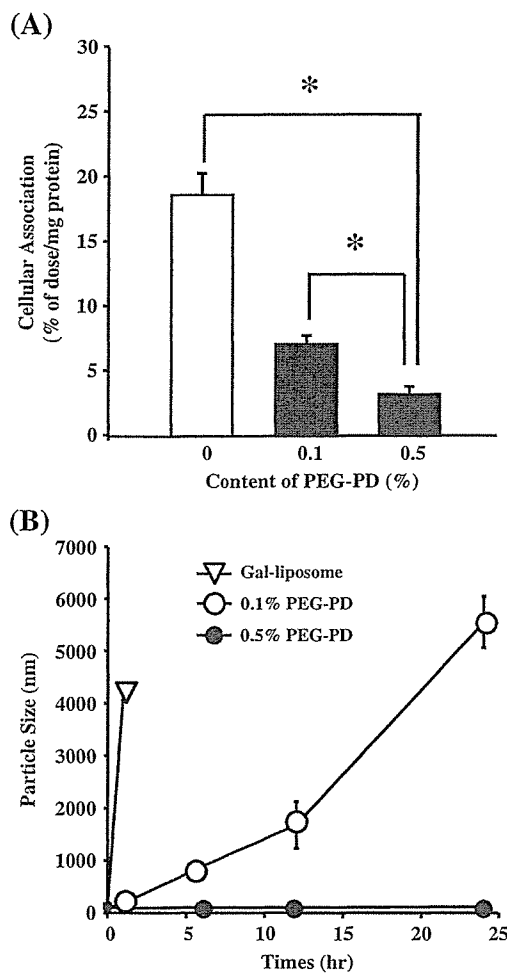 (A)
30
25
20
15
10
5
0
Cellular Association
(% of dose/mg protein)
*
*
0 0.1 0.5
Content of PEG-PD (%)
(B)
7000
6000
5000
4000
3000
2000
1000
0
Particle Size (nm)
Gal-liposome
0.1% PEG-PD
0.5% PEG-PD
0 5 10 15 20 25
Times (hr)